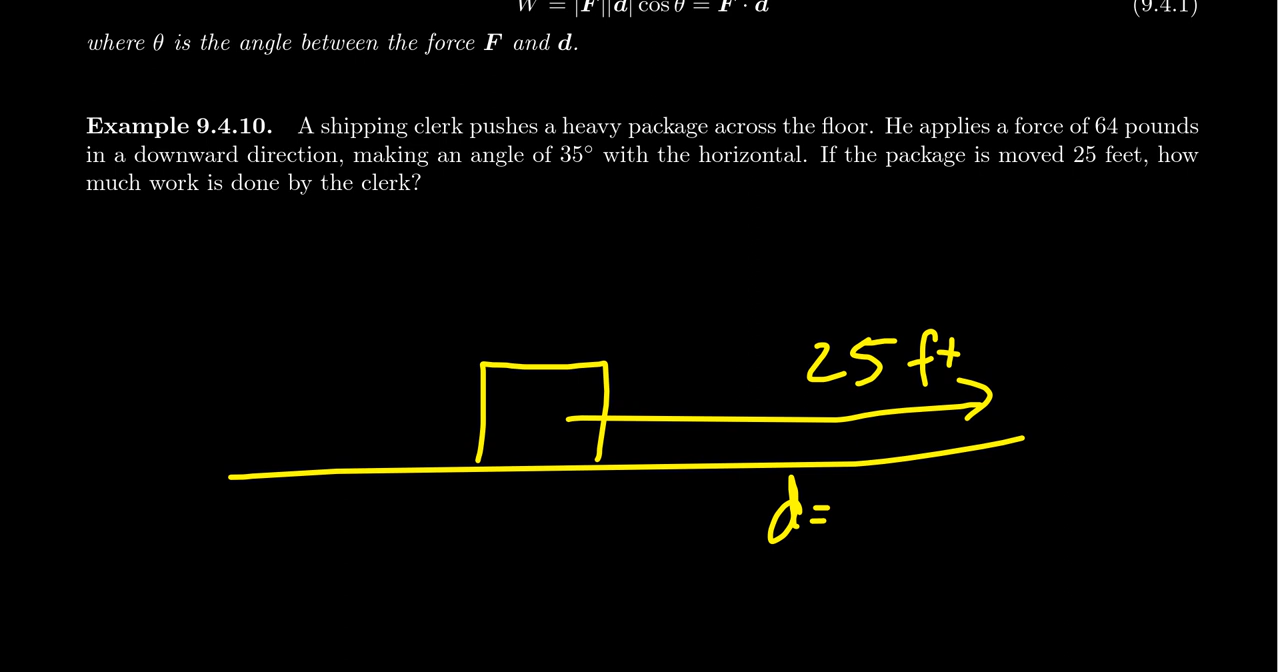 W = |F||d| cos θ = F · d (9.4.1)
where θ is the angle between the force F and d.
Example 9.4.10. A shipping clerk pushes a heavy package across the floor. He applies a force of 64 pounds
in a downward direction, making an angle of 35° with the horizontal. If the package is moved 25 feet, how
much work is done by the clerk?
25 ft
d=